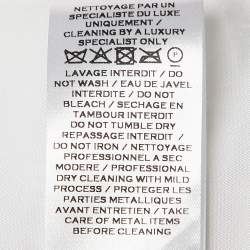 NETTOYAGE PAR UN
SPECIALISTE DU LUXE
UNIQUEMENT /
CLEANING BY A LUXURY
SPECIALIST ONLY
P
LAVAGE INTERDIT / DO
NOT WASH / EAU DE JAVEL
INTERDITE / DO NOT
BLEACH / SECHAGE EN
TAMBOUR INTERDIT
DO NOT TUMBLE DRY
REPASSAGE INTERDIT /
DO NOT IRON / NETTOYAGE
PROFESSIONNEL A SEC
MODERE / PROFESSIONAL
DRY CLEANING WITH MILD
PROCESS / PROTEGER LES
PARTIES METALLIQUES
AVANT ENTRETIEN / TAKE
CARE OF METAL ITEMS
BEFORE CLEANING